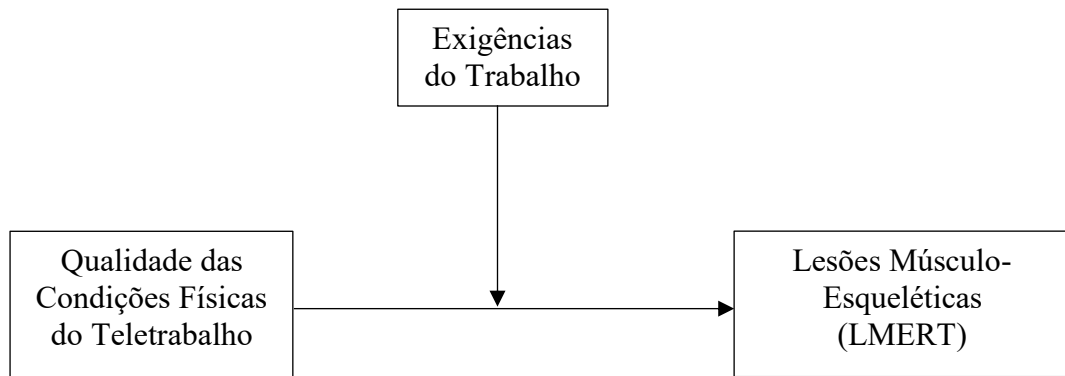 Exigências
do Trabalho
Qualidade das
Condições Físicas
do Teletrabalho
Lesões Músculo-
Esqueléticas
(LMERT)